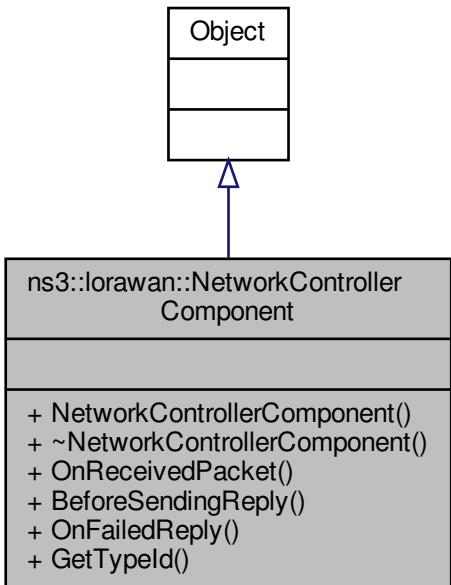 Object
ns3::lorawan::NetworkController
Component
+ NetworkControllerComponent()
+ ~NetworkControllerComponent()
+ OnReceivedPacket()
+ BeforeSendingReply()
+ OnFailedReply()
+ GetTypeId()